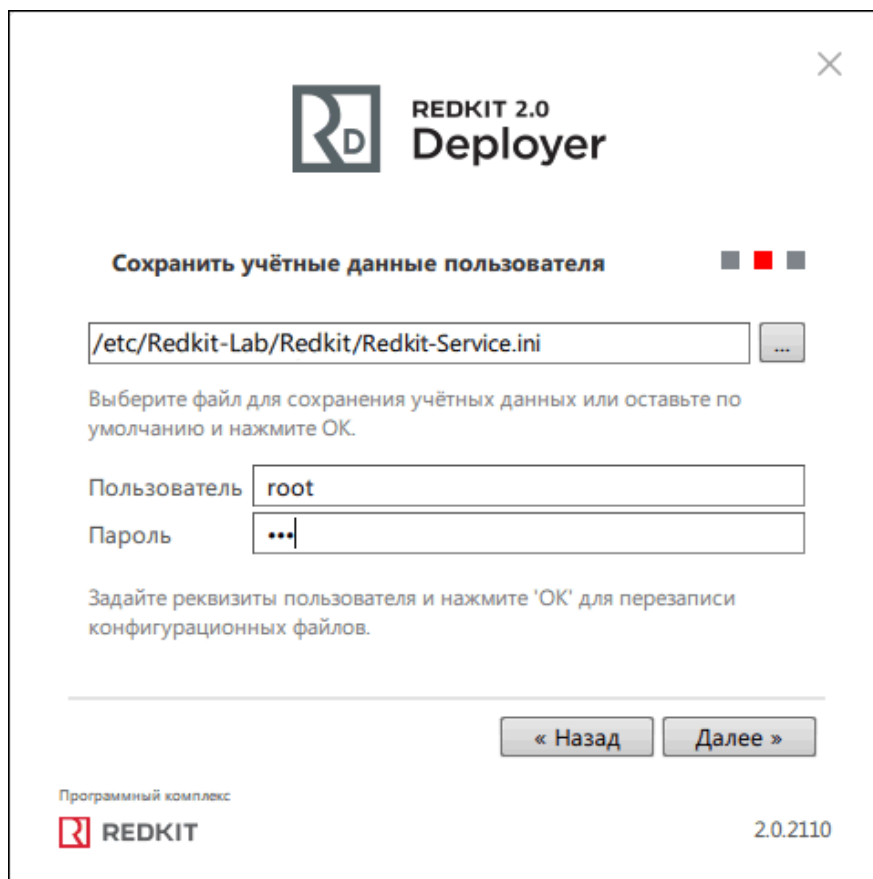 REDKIT 2.0
RD Deployer
Сохранить учётные данные пользователя
/etc/Redkit-Lab/Redkit/Redkit-Service.ini ...
Выберите файл для сохранения учётных данных или оставьте по
умолчанию и нажмите ОК.
Пользователь root
Пароль •••
Задайте реквизиты пользователя и нажмите 'ОК' для перезаписи
конфигурационных файлов.
« Назад Далее »
Программный комплекс
R REDKIT 2.0.2110